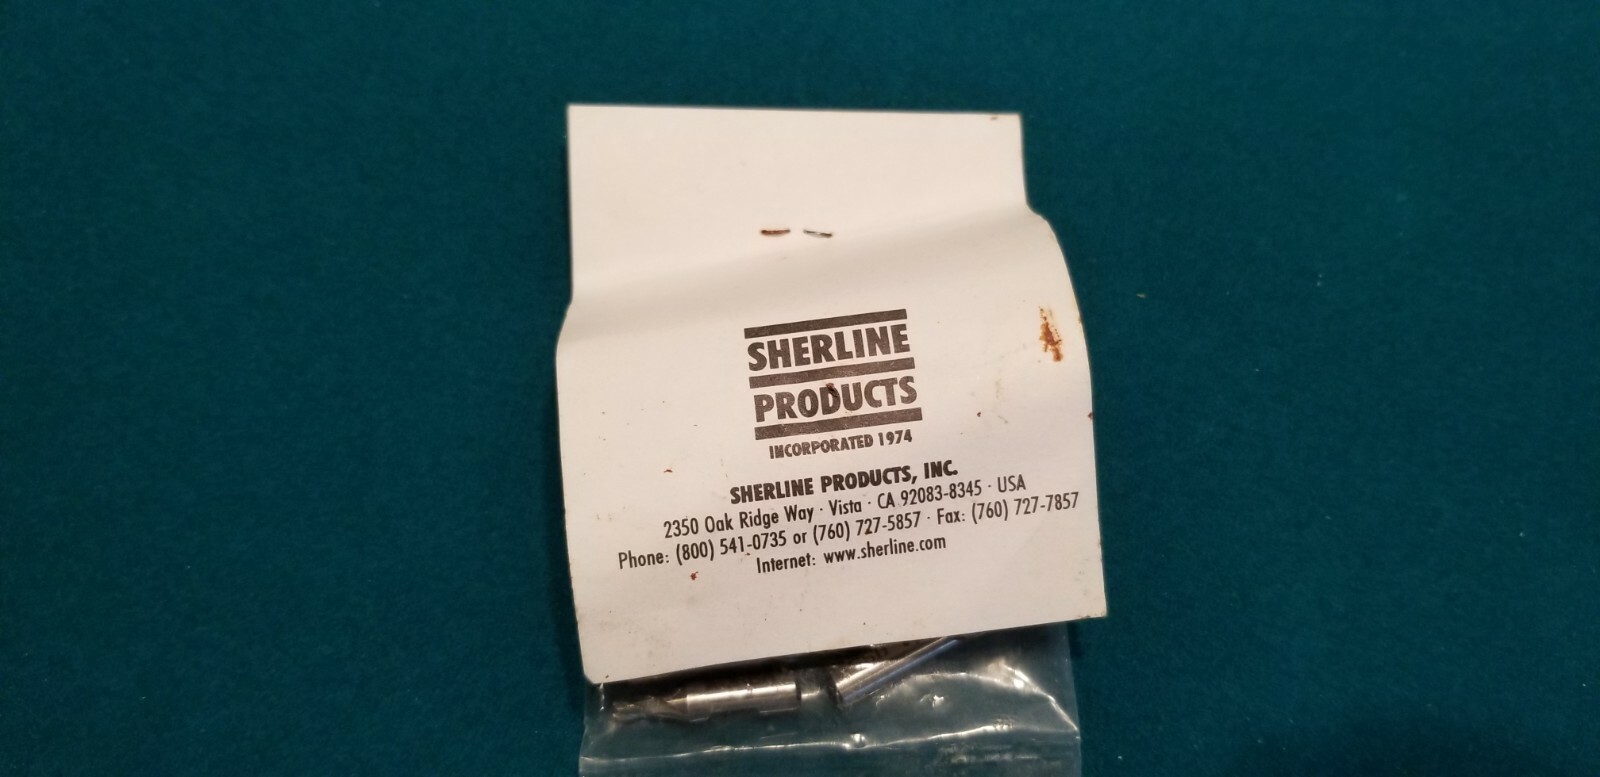 SHERLINE
PRODUCTS
INCORPORATED 1974
SHERLINE PRODUCTS, INC.
2350 Oak Ridge Way · Vista · CA 92083-8345 · USA
Phone: (800) 541-0735 or (760) 727-5857 · Fax: (760) 727-7857
Internet: www.sherline.com